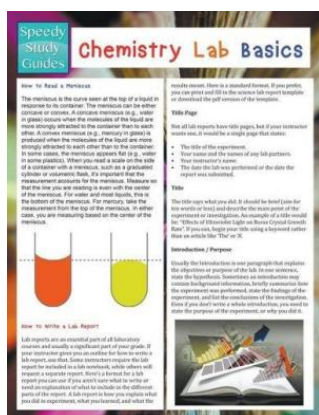 Speedy
Study
Guides
Chemistry Lab Basics
How to Read a Meniscus
The meniscus is the curve seen at the top of a liquid in
response to its container. The meniscus can be either
concave or convex. A concave meniscus (e.g., water
in glass) occurs when the molecules of the liquid are
more strongly attracted to the container than to each
other. A convex meniscus (e.g., mercury in glass) is
produced when the molecules of the liquid are more
strongly attracted to each other than to the container.
In some cases, the meniscus appears flat (e.g., water
in some plastics). When you read a scale on the side
of a container with a meniscus, such as a graduated
cylinder or volumetric flask, it's important that the
measurement accounts for the meniscus. Measure so
that the line you are reading is even with the center
of the meniscus. For water and most liquids, this is
the bottom of the meniscus. For mercury, take the
measurement from the top of the meniscus. In either
case, you are measuring based on the center of the
meniscus.
How to Write a Lab Report
Lab reports are an essential part of all laboratory
courses and usually a significant part of your grade. If
your instructor gives you an outline for how to write a
lab report, use that. Some instructors require the lab
report be included in a lab notebook, while others will
request a separate report. Here's a format for a lab
report you can use if you aren't sure what to write or
need an explanation of what to include in the different
parts of the report. A lab report is how you explain what
you did in experiment, what you learned, and what the
results meant. Here is a standard format. If you prefer,
you can print and fill in the science lab report template
or download the pdf version of the template.
Title Page
Not all lab reports have title pages, but if your instructor
wants one, it would be a single page that states:
• The title of the experiment.
• Your name and the names of any lab partners.
• Your instructor's name.
• The date the lab was performed or the date the
report was submitted.
Title
The title says what you did. It should be brief (aim for
ten words or less) and describe the main point of the
experiment or investigation. An example of a title would
be: "Effects of Ultraviolet Light on Borax Crystal Growth
Rate". If you can, begin your title using a keyword rather
than an article like 'The' or 'A'.
Introduction / Purpose
Usually the Introduction is one paragraph that explains
the objectives or purpose of the lab. In one sentence,
state the hypothesis. Sometimes an introduction may
contain background information, briefly summarize how
the experiment was performed, state the findings of the
experiment, and list the conclusions of the investigation.
Even if you don't write a whole introduction, you need to
state the purpose of the experiment, or why you did it.